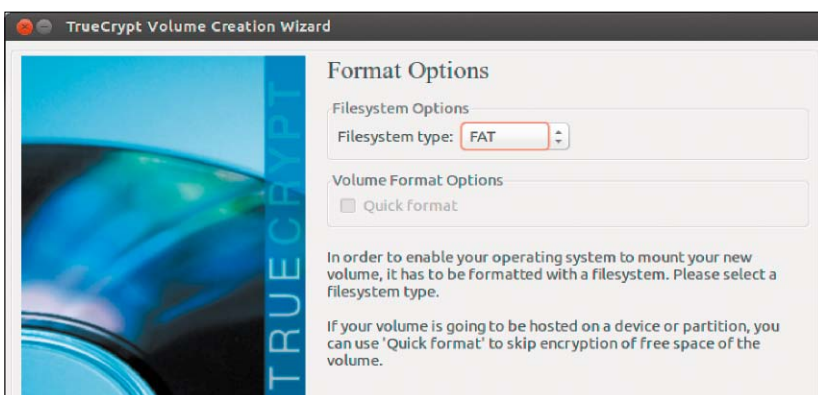 TrueCrypt Volume Creation Wizard
TRUECRYPT
Format Options
Filesystem Options
Filesystem type: FAT
Volume Format Options
Quick format
In order to enable your operating system to mount your new
volume, it has to be formatted with a filesystem. Please select a
filesystem type.
If your volume is going to be hosted on a device or partition, you
can use 'Quick format' to skip encryption of free space of the
volume.